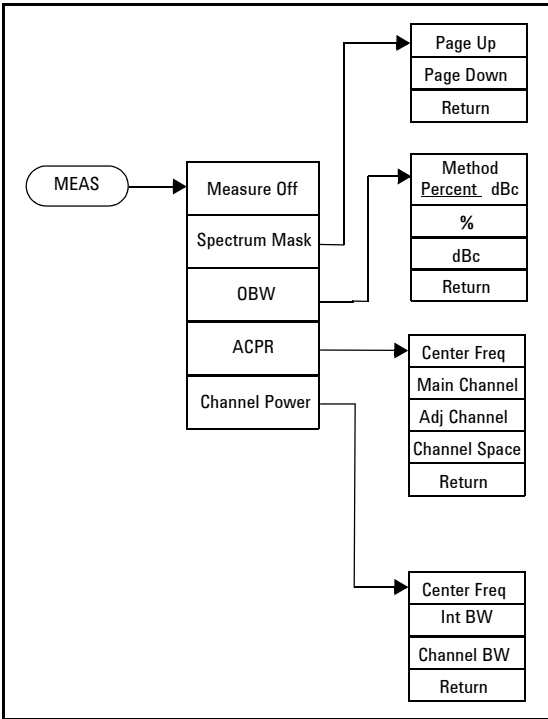 MEAS
Measure Off
Spectrum Mask
OBW
ACPR
Channel Power
Page Up
Page Down
Return
Method
Percent dBc
%
dBc
Return
Center Freq
Main Channel
Adj Channel
Channel Space
Return
Center Freq
Int BW
Channel BW
Return